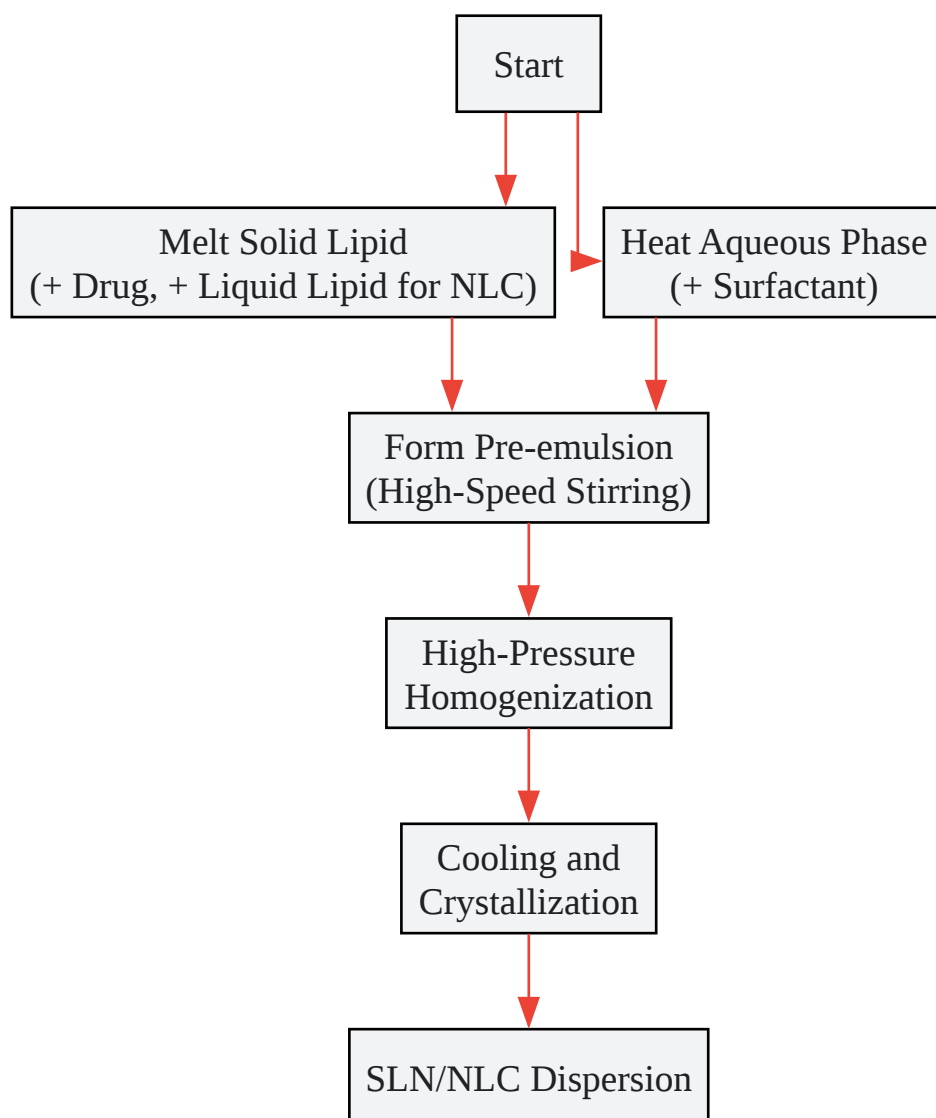 Start
Melt Solid Lipid
(+ Drug, + Liquid Lipid for NLC)
Heat Aqueous Phase
(+ Surfactant)
Form Pre-emulsion
(High-Speed Stirring)
High-Pressure
Homogenization
Cooling and
Crystallization
SLN/NLC Dispersion